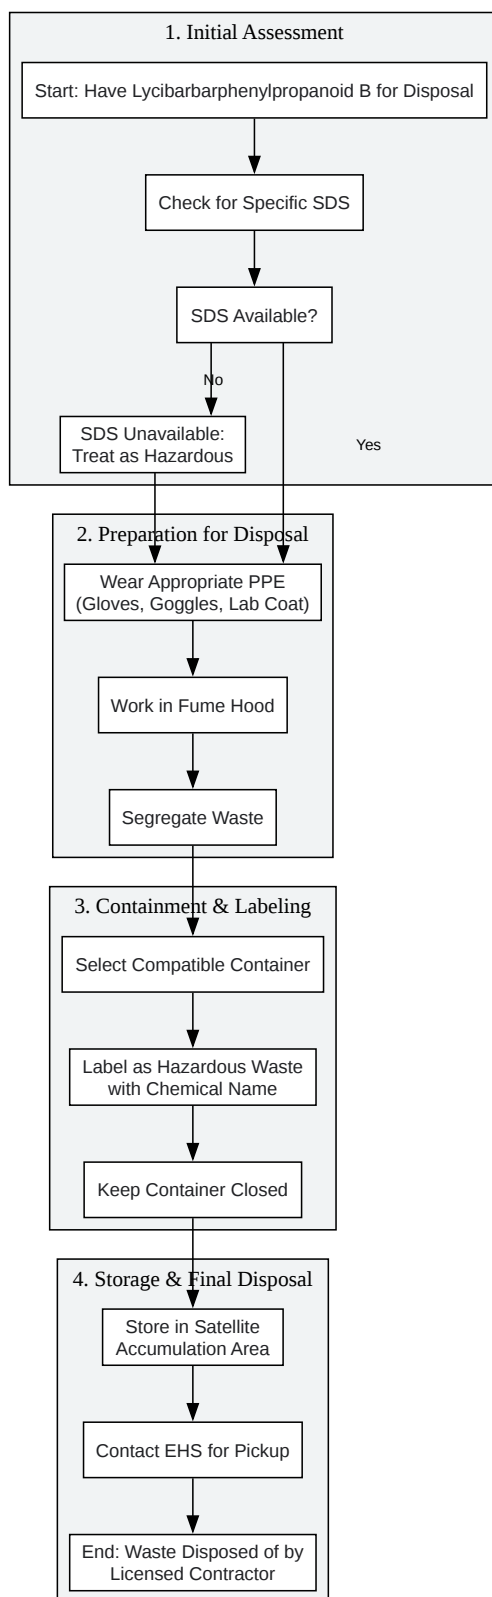 1. Initial Assessment
Start: Have Lycibarbarphenylpropanoid B for Disposal
Check for Specific SDS
SDS Available?
No
SDS Unavailable:
Treat as Hazardous
Yes
2. Preparation for Disposal
Wear Appropriate PPE
(Gloves, Goggles, Lab Coat)
Work in Fume Hood
Segregate Waste
3. Containment & Labeling
Select Compatible Container
Label as Hazardous Waste
with Chemical Name
Keep Container Closed
4. Storage & Final Disposal
Store in Satellite
Accumulation Area
Contact EHS for Pickup
End: Waste Disposed of by
Licensed Contractor